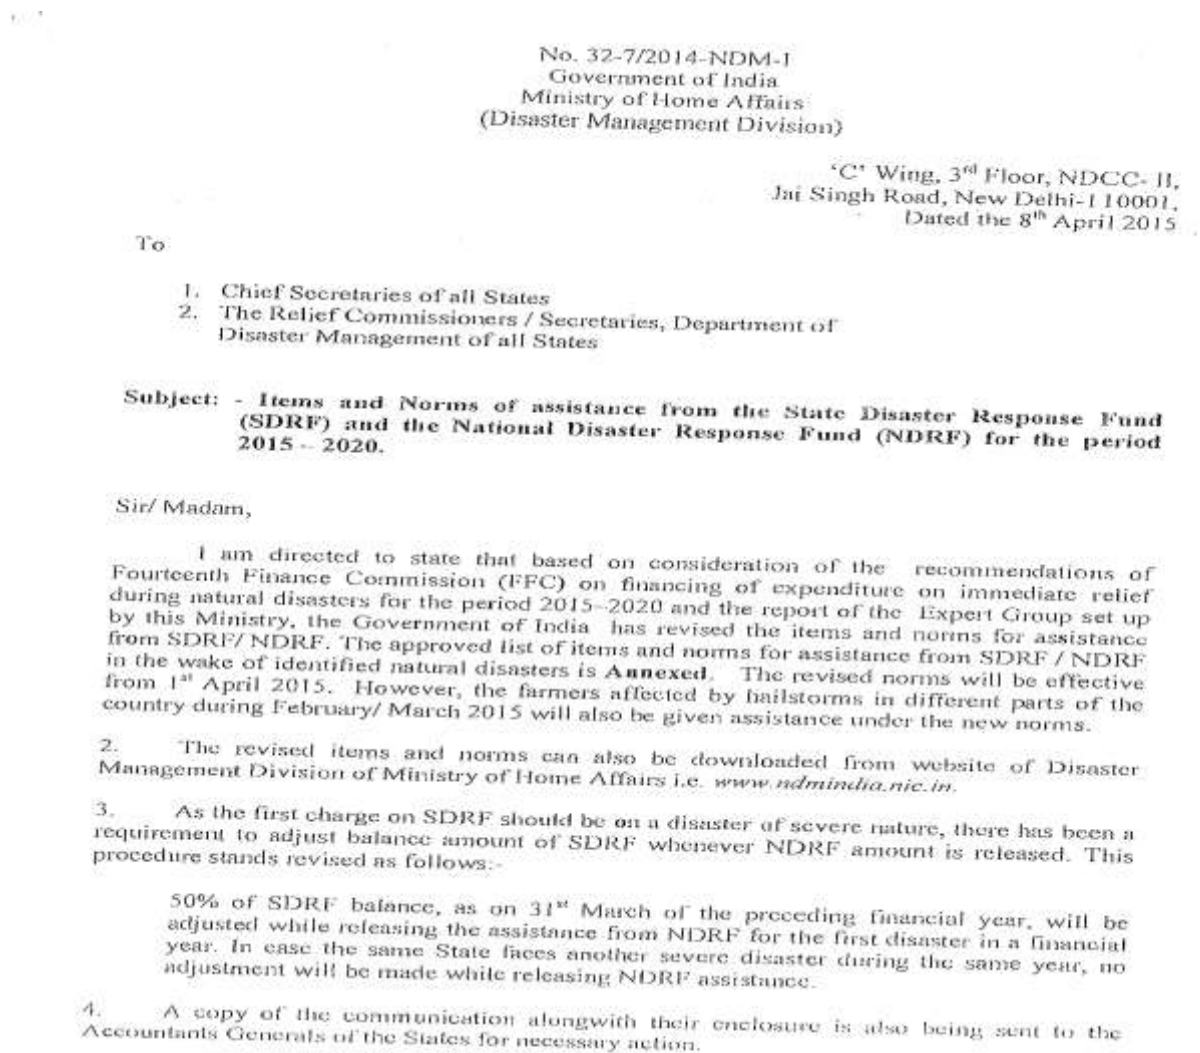 No. 32-7/2014-NDM-I
Government of India
Ministry of Home Affairs
(Disaster Management Division)
'C' Wing, 3rd Floor, NDCC- II,
Jai Singh Road, New Delhi-110001,
Dated the 8th April 2015
To
1. Chief Secretaries of all States
2. The Relief Commissioners / Secretaries, Department of
Disaster Management of all States
Subject: - Items and Norms of assistance from the State Disaster Response Fund
(SDRF) and the National Disaster Response Fund (NDRF) for the period
2015 – 2020.
Sir/ Madam,
I am directed to state that based on consideration of the recommendations of
Fourteenth Finance Commission (FFC) on financing of expenditure on immediate relief
during natural disasters for the period 2015–2020 and the report of the Expert Group set up
by this Ministry, the Government of India has revised the items and norms for assistance
from SDRF/ NDRF. The approved list of items and norms for assistance from SDRF / NDRF
in the wake of identified natural disasters is Annexed. The revised norms will be effective
from 1st April 2015. However, the farmers affected by hailstorms in different parts of the
country during February/ March 2015 will also be given assistance under the new norms.
2. The revised items and norms can also be downloaded from website of Disaster
Management Division of Ministry of Home Affairs i.e. www.ndmindia.nic.in.
3. As the first charge on SDRF should be on a disaster of severe nature, there has been a
requirement to adjust balance amount of SDRF whenever NDRF amount is released. This
procedure stands revised as follows:-
50% of SDRF balance, as on 31st March of the preceding financial year, will be
adjusted while releasing the assistance from NDRF for the first disaster in a financial
year. In case the same State faces another severe disaster during the same year, no
adjustment will be made while releasing NDRF assistance.
4. A copy of the communication alongwith their enclosure is also being sent to the
Accountants Generals of the States for necessary action.